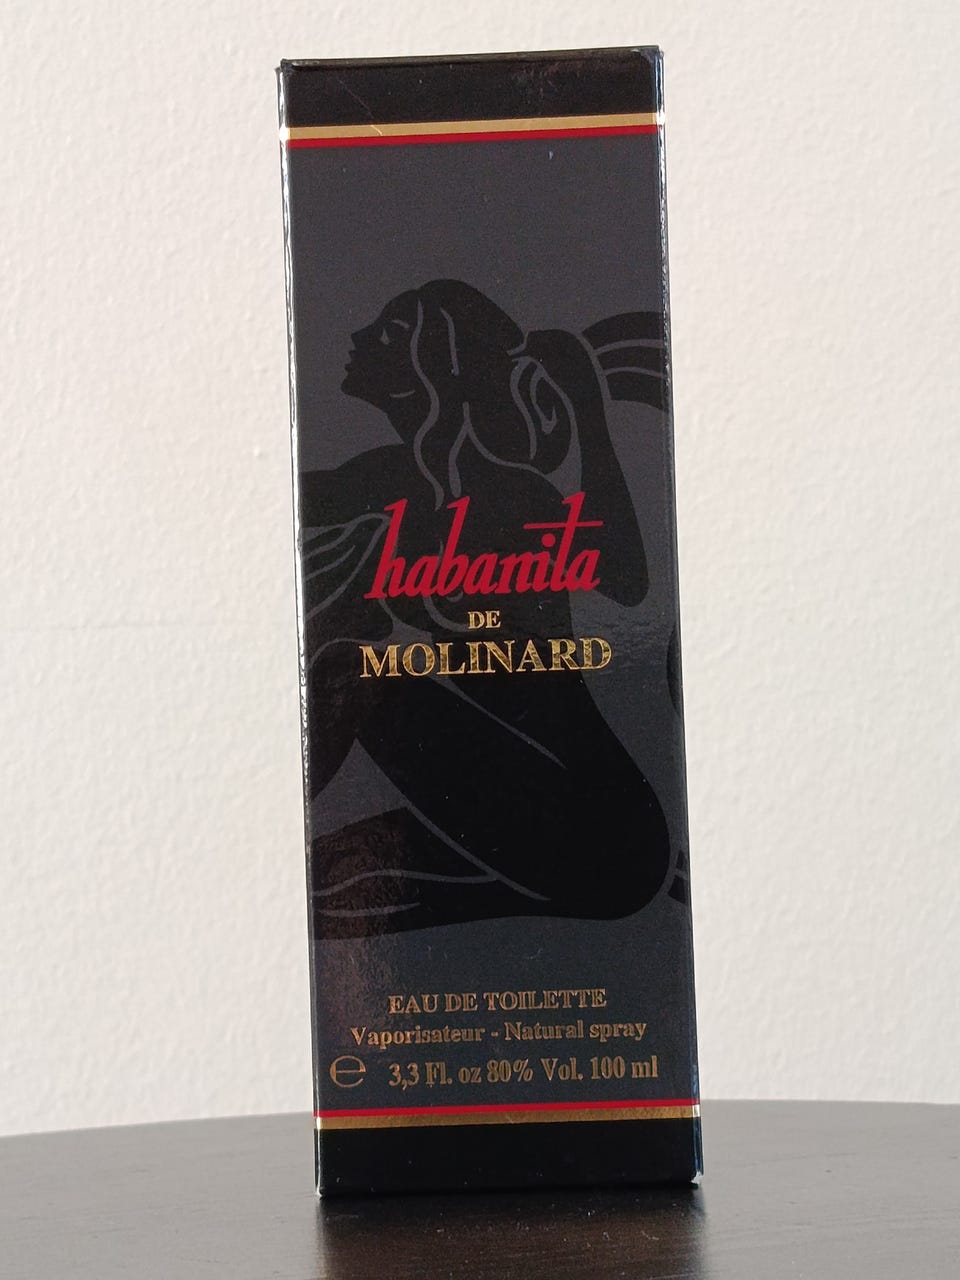 habanita
DE
MOLINARD
EAU DE TOILETTE
Vaporisateur - Natural spray
℮ 3,3 Fl. oz 80% Vol. 100 ml